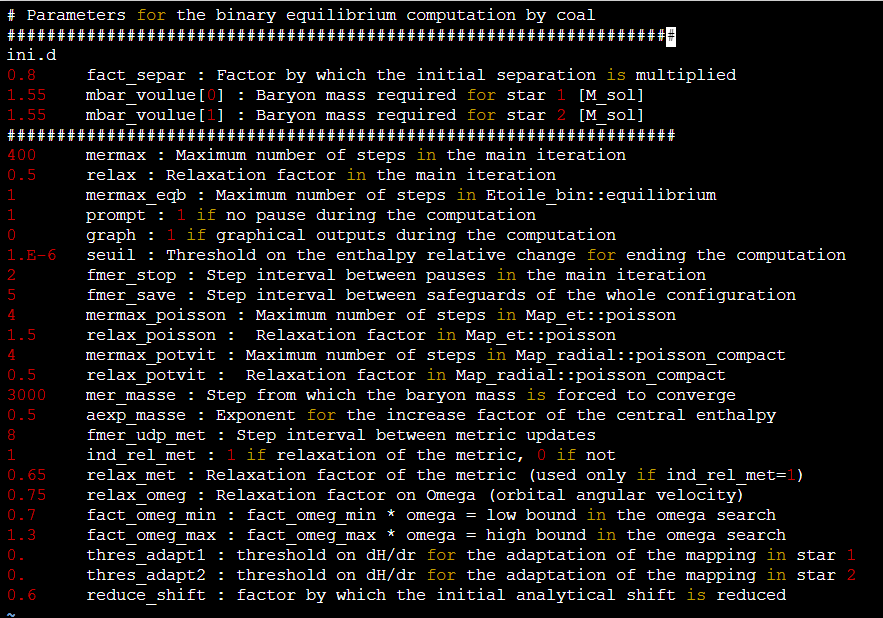 # Parameters for the binary equilibrium computation by coal
###################################################################
ini.d
0.8 fact_separ : Factor by which the initial separation is multiplied
1.55 mbar_voulue[0] : Baryon mass required for star 1 [M_sol]
1.55 mbar_voulue[1] : Baryon mass required for star 2 [M_sol]
###################################################################
400 mermax : Maximum number of steps in the main iteration
0.5 relax : Relaxation factor in the main iteration
1 mermax_eqb : Maximum number of steps in Etoile_bin::equilibrium
1 prompt : 1 if no pause during the computation
0 graph : 1 if graphical outputs during the computation
1.E-6 seuil : Threshold on the enthalpy relative change for ending the computation
2 fmer_stop : Step interval between pauses in the main iteration
5 fmer_save : Step interval between safeguards of the whole configuration
4 mermax_poisson : Maximum number of steps in Map_et::poisson
1.5 relax_poisson :  Relaxation factor in Map_et::poisson
4 mermax_potvit : Maximum number of steps in Map_radial::poisson_compact
0.5 relax_potvit :  Relaxation factor in Map_radial::poisson_compact
3000 mer_masse : Step from which the baryon mass is forced to converge
0.5 aexp_masse : Exponent for the increase factor of the central enthalpy
8 fmer_udp_met : Step interval between metric updates
1 ind_rel_met : 1 if relaxation of the metric, 0 if not
0.65 relax_met : Relaxation factor of the metric (used only if ind_rel_met=1)
0.75 relax_omeg : Relaxation factor on Omega (orbital angular velocity)
0.7 fact_omeg_min : fact_omeg_min * omega = low bound in the omega search
1.3 fact_omeg_max : fact_omeg_max * omega = high bound in the omega search
0. thres_adapt1 : threshold on dH/dr for the adaptation of the mapping in star 1
0. thres_adapt2 : threshold on dH/dr for the adaptation of the mapping in star 2
0.6 reduce_shift : factor by which the initial analytical shift is reduced
~